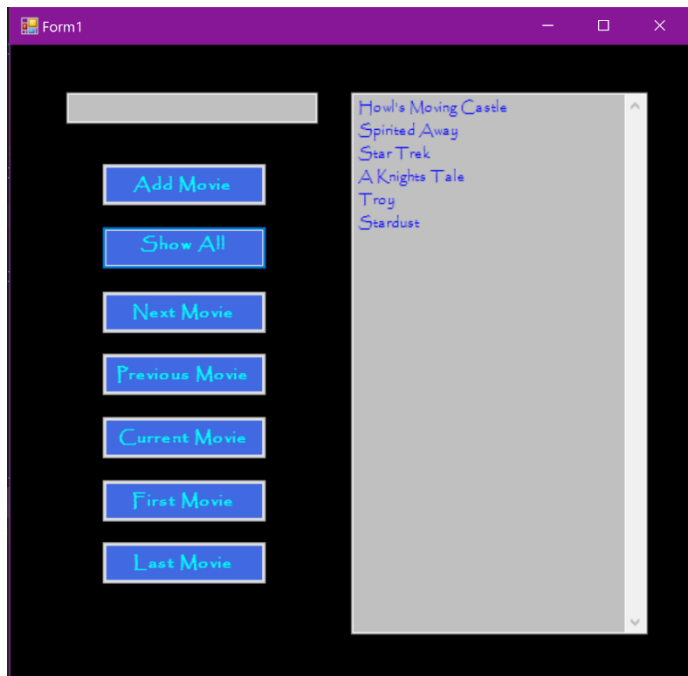 Form1
Add Movie
Show All
Next Movie
Previous Movie
Current Movie
First Movie
Last Movie
Howl's Moving Castle
Spirited Away
Star Trek
A Knights Tale
Troy
Stardust